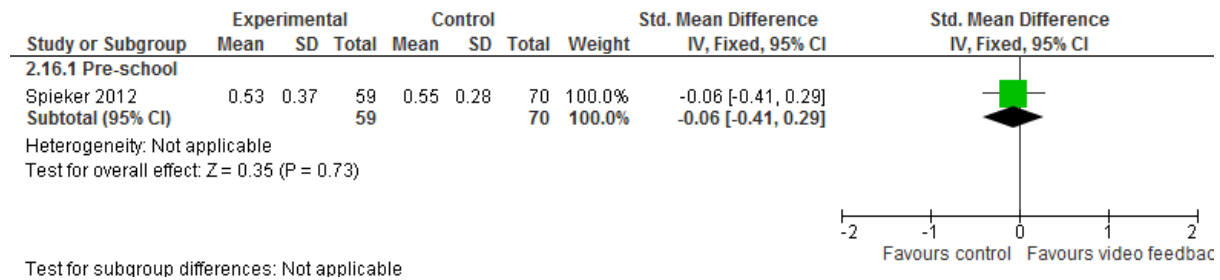 Experimental Control Std. Mean Difference Std. Mean Difference
Study or Subgroup Mean SD Total Mean SD Total Weight IV, Fixed, 95% CI IV, Fixed, 95% CI
2.16.1 Pre-school
Spieker 2012 0.53 0.37 59 0.55 0.28 70 100.0% -0.06 [-0.41, 0.29]
Subtotal (95% CI) 59 70 100.0% -0.06 [-0.41, 0.29]
Heterogeneity: Not applicable
Test for overall effect: Z = 0.35 (P = 0.73)
-2 -1 0 1 2
Favours control Favours video feedbac
Test for subgroup differences: Not applicable